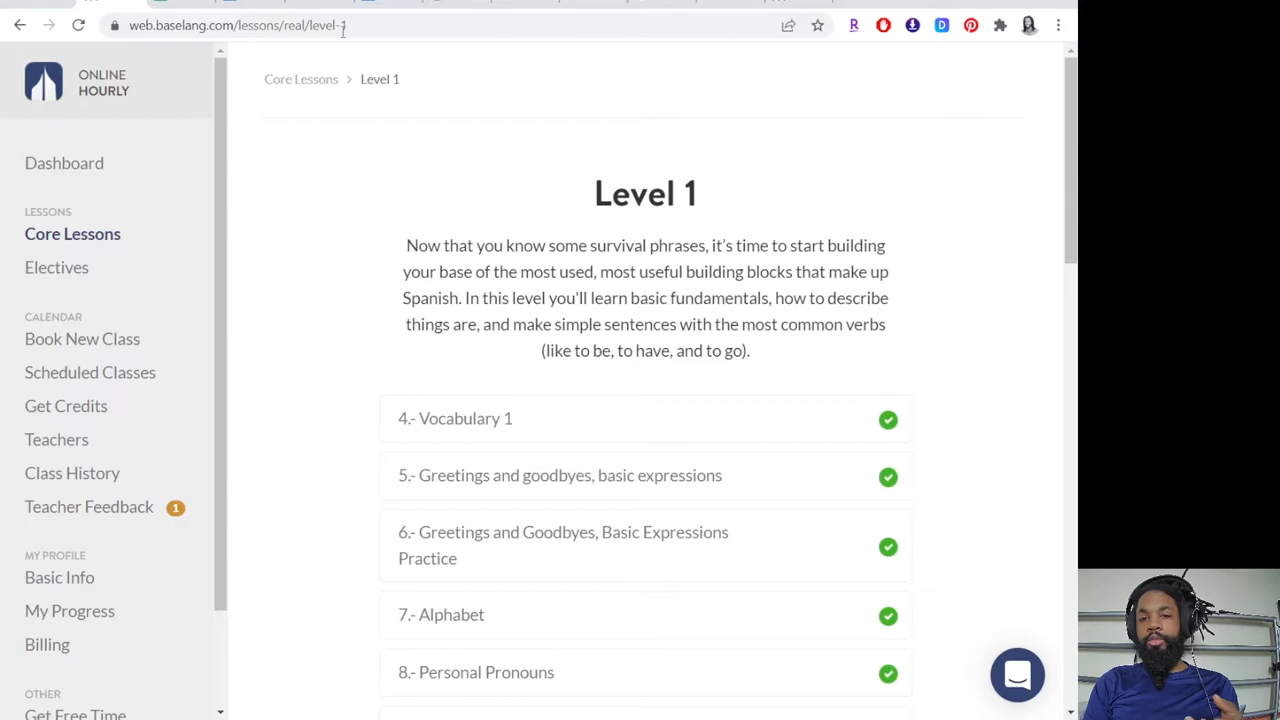 web.baselang.com/lessons/real/level-1
ONLINE
HOURLY
Dashboard
LESSONS
Core Lessons
Electives
CALENDAR
Book New Class
Scheduled Classes
Get Credits
Teachers
Class History
Teacher Feedback 1
MY PROFILE
Basic Info
My Progress
Billing
OTHER
Get Free Time
Core Lessons > Level 1
Level 1
Now that you know some survival phrases, it's time to start building
your base of the most used, most useful building blocks that make up
Spanish. In this level you'll learn basic fundamentals, how to describe
things are, and make simple sentences with the most common verbs
(like to be, to have, and to go).
4.- Vocabulary 1
5.- Greetings and goodbyes, basic expressions
6.- Greetings and Goodbyes, Basic Expressions
Practice
7.- Alphabet
8.- Personal Pronouns